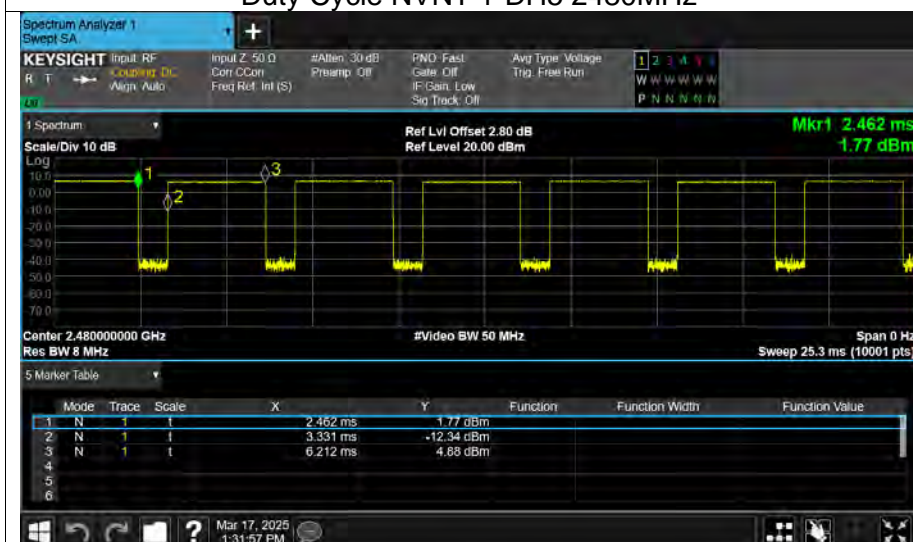 Duty Cycle NVNT 1-DH5 2480MHz
Spectrum Analyzer 1
Swept SA
+
KEYSIGHT Input: RF Input Z: 50 Ω #Atten: 30 dB PNO: Fast Avg Type: Voltage 1 2 3 4 5 6
R T Coupling: DC Corr CCorr Preamp: Off Gate: Off Trig: Free Run W W W W W W
Align: Auto Freq Ref: Int (S) IF Gain: Low
Sig Track: Off P N N N N N
1 Spectrum
Ref Lvl Offset 2.80 dB Mkr1 2.462 ms
Scale/Div 10 dB Ref Level 20.00 dBm 1.77 dBm
Log
10.0
0.00
-10.0
-20.0
-30.0
-40.0
-50.0
-60.0
-70.0
1
2
3
Center 2.480000000 GHz #Video BW 50 MHz Span 0 Hz
Res BW 8 MHz Sweep 25.3 ms (10001 pts)
5 Marker Table
Mode Trace Scale X Y Function Function Width Function Value
1 N 1 t 2.462 ms 1.77 dBm
2 N 1 t 3.331 ms -12.34 dBm
3 N 1 t 6.212 ms 4.88 dBm
4
5
6
? Mar 17, 2025
1:31:57 PM